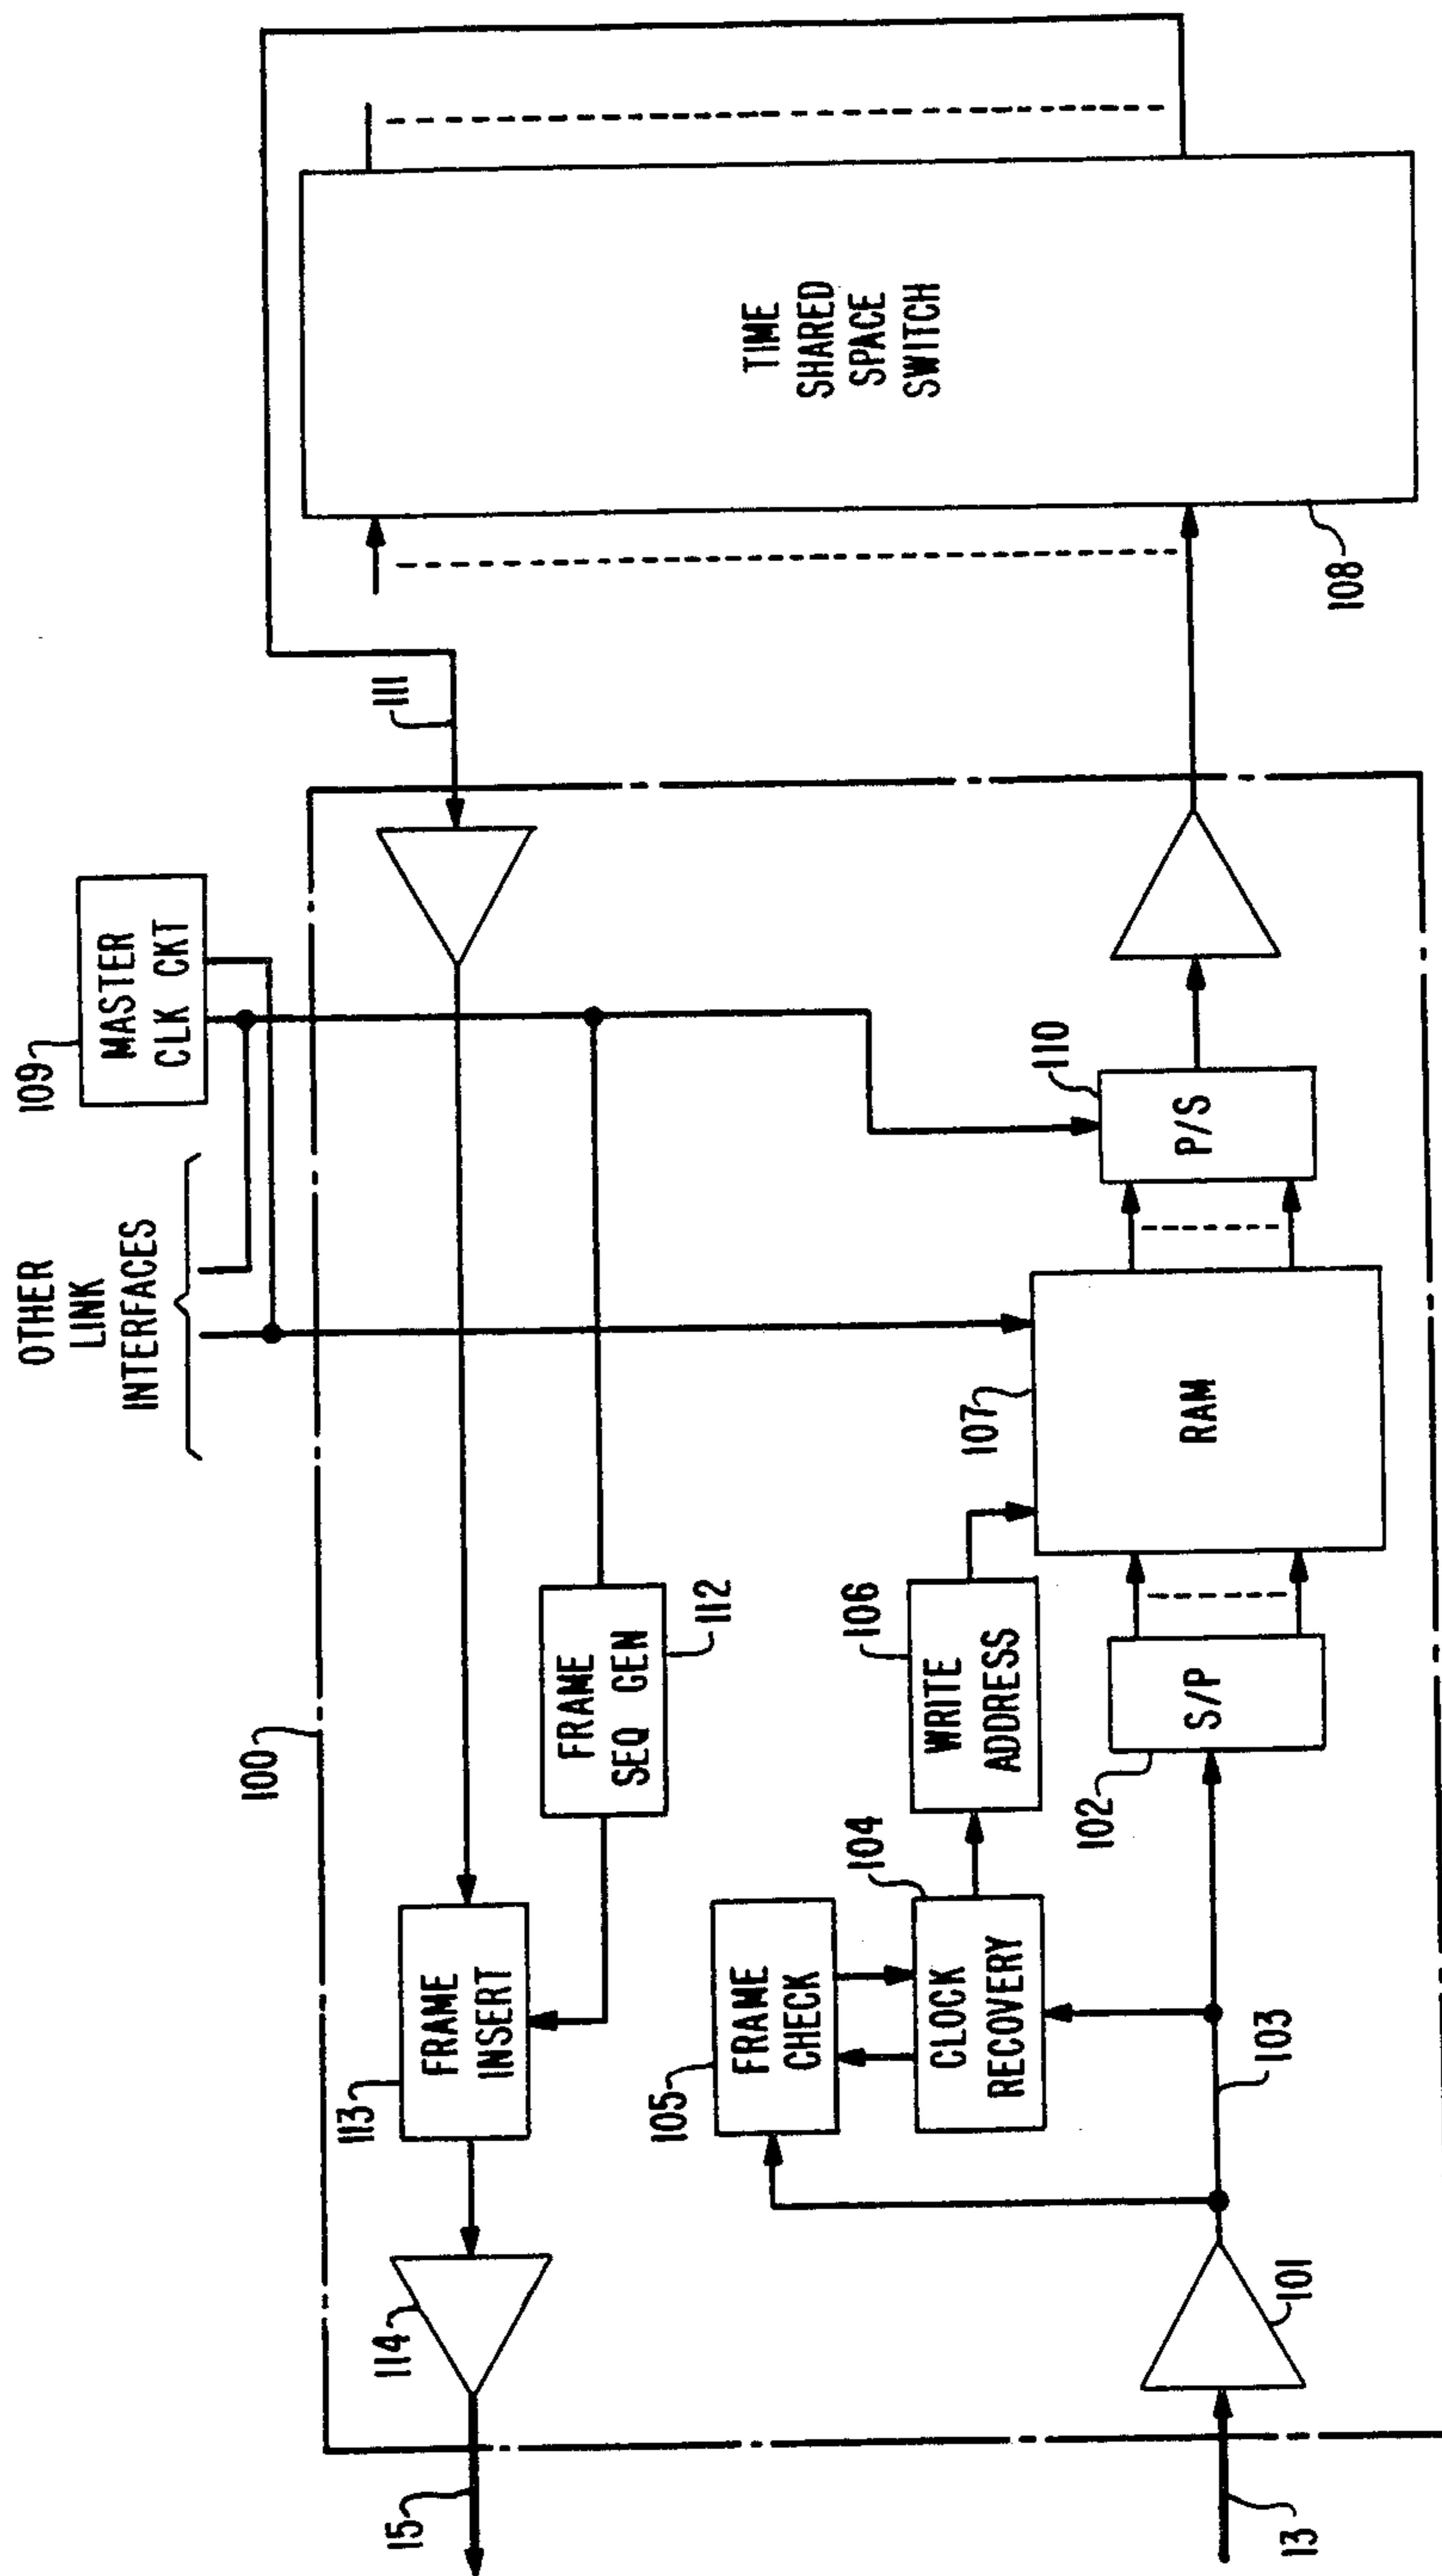 OTHER
LINK
INTERFACES
109
MASTER
CLK CKT
100
111
15
114
113
FRAME
INSERT
FRAME
SEQ GEN
112
105
FRAME
CHECK
104
CLOCK
RECOVERY
106
WRITE
ADDRESS
107
RAM
110
P/S
TIME
SHARED
SPACE
SWITCH
108
13
101
103
102
S/P